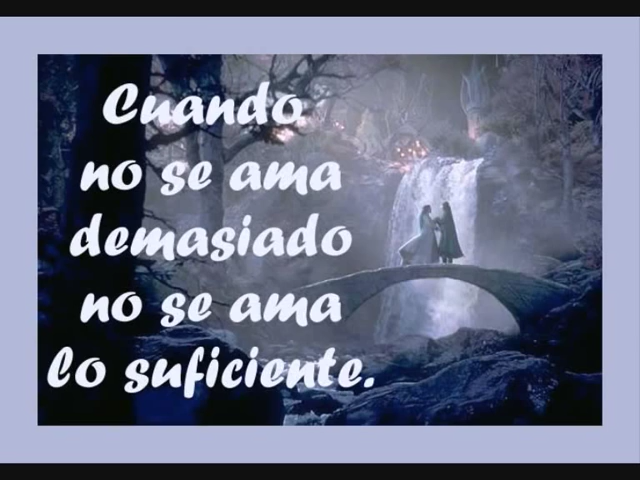 Cuando
no se ama
demasiado
no se ama
lo suficiente.